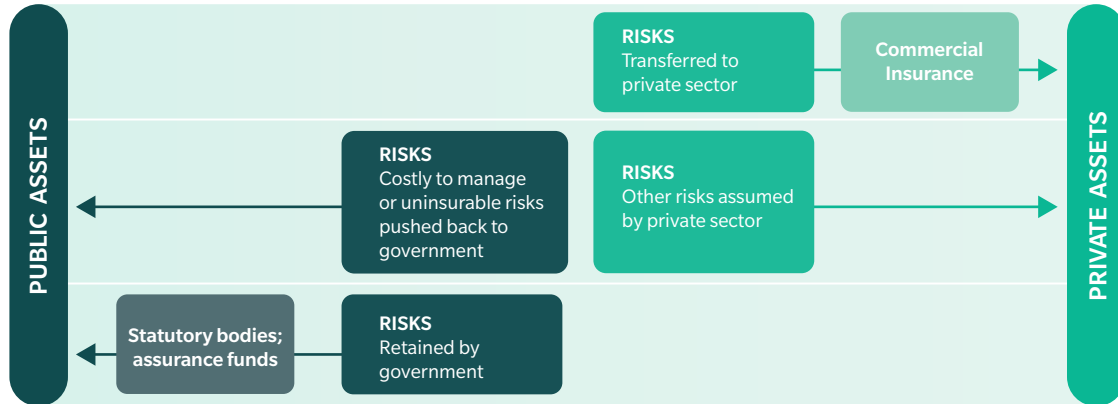 PUBLIC ASSETS
RISKS
Transferred to
private sector
Commercial
Insurance
RISKS
Costly to manage
or uninsurable risks
pushed back to
government
RISKS
Other risks assumed
by private sector
Statutory bodies;
assurance funds
RISKS
Retained by
government
PRIVATE ASSETS